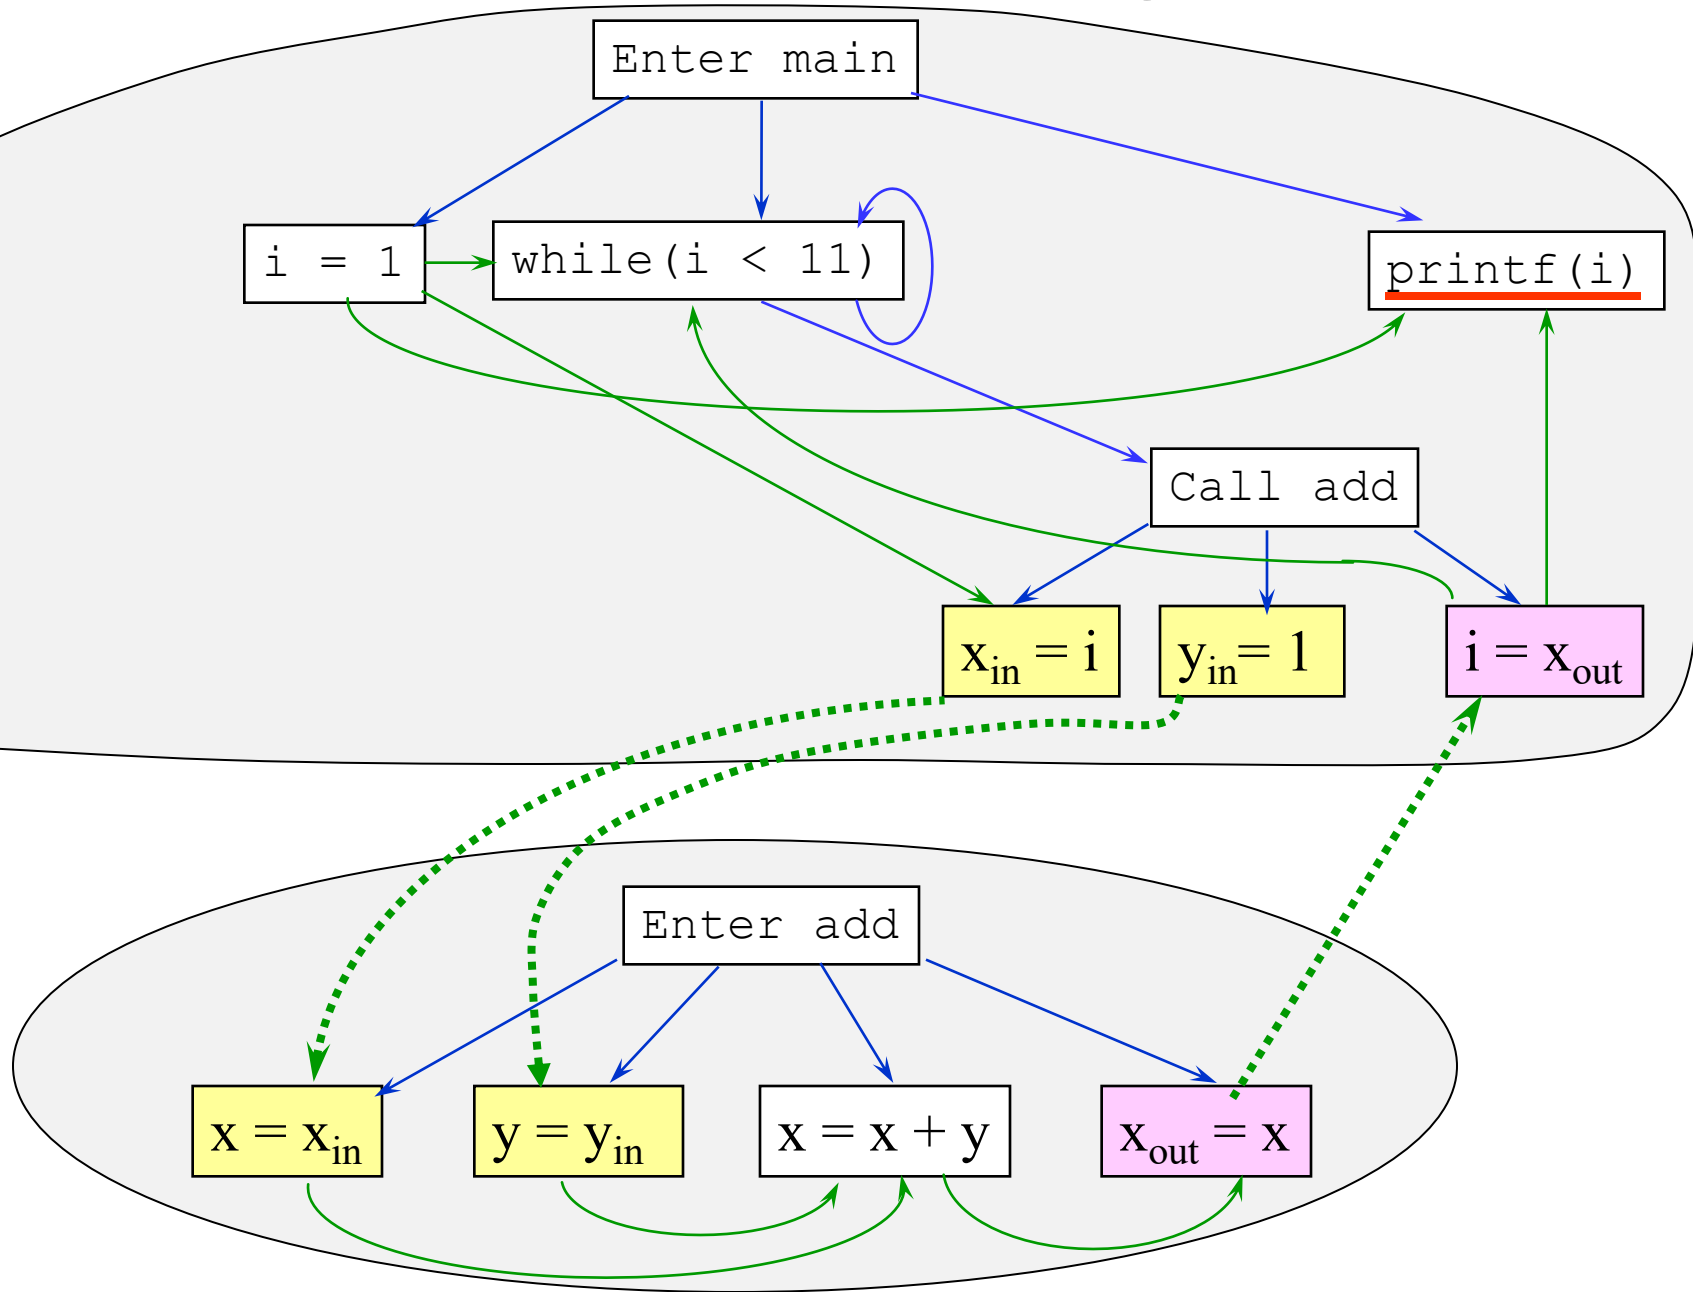 Enter main
i = 1
while(i < 11)
printf(i)
Call add
x_in = i
y_in= 1
i = x_out
Enter add
x = x_in
y = y_in
x = x + y
x_out = x